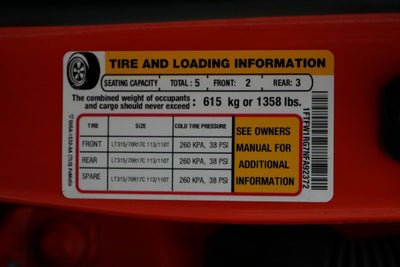 TIRE AND LOADING INFORMATION
SEATING CAPACITY TOTAL : 5 FRONT: 2 REAR: 3
The combined weight of occupants
and cargo should never exceed : 615 kg or 1358 lbs.
TIRE SIZE COLD TIRE PRESSURE
FRONT LT315/70R17C 113/110T 260 KPA, 38 PSI
REAR LT315/70R17C 113/110T 260 KPA, 38 PSI
SPARE LT315/70R17C 113/110T 260 KPA, 38 PSI
SEE OWNERS
MANUAL FOR
ADDITIONAL
INFORMATION